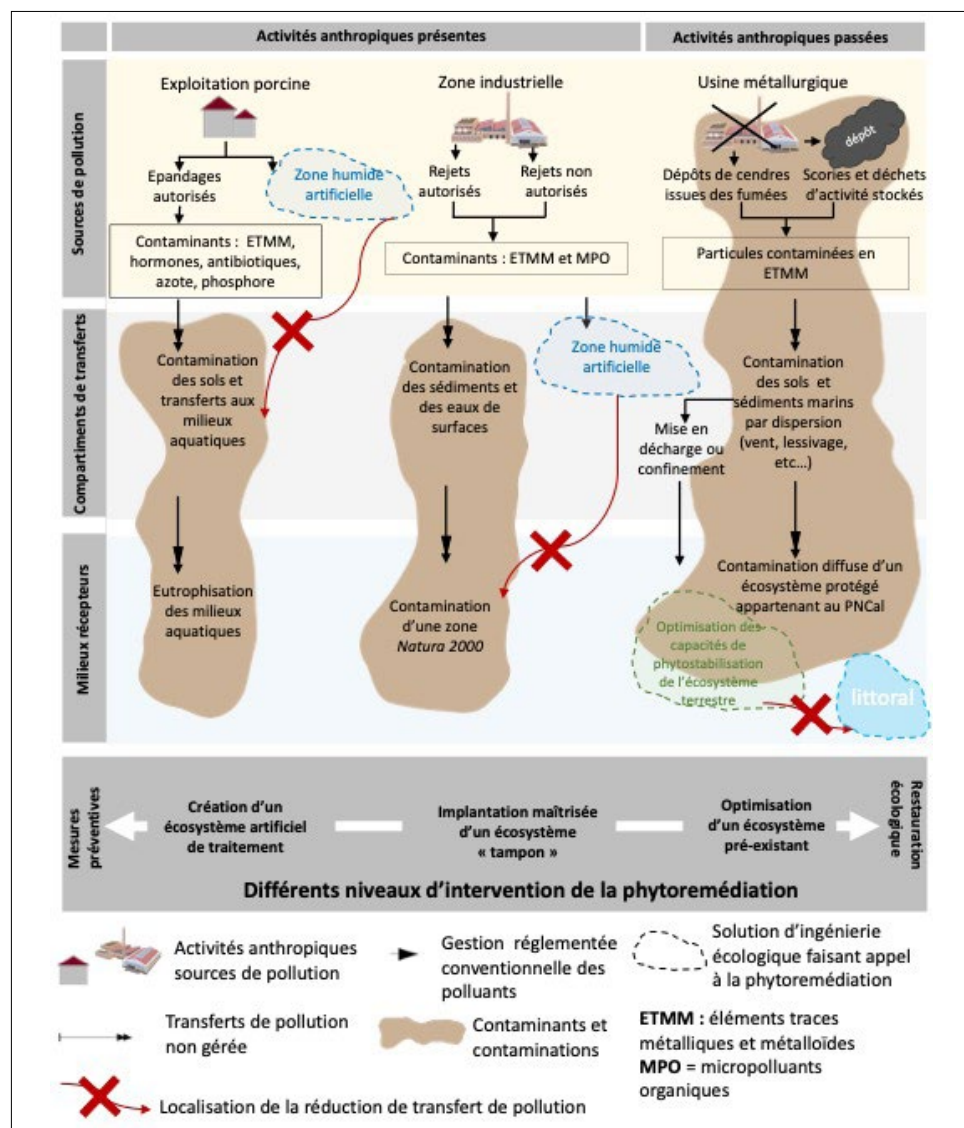 Activités anthropiques présentes
Activités anthropiques passées
Sources de pollution
Exploitation porcine
Zone industrielle
Usine métallurgique
dépôt
Epandages
autorisés
Zone humide
artificielle
Rejets
autorisés
Rejets non
autorisés
Dépôts de cendres
issues des fumées
Scories et déchets
d'activité stockés
Contaminants : ETMM,
hormones, antibiotiques,
azote, phosphore
Contaminants : ETMM et MPO
Particules contaminées en
ETMM
Compartiments de transferts
Contamination
des sols et
transferts aux
milieux
aquatiques
Contamination
des sédiments et
des eaux de
surfaces
Zone humide
artificielle
Mise en
décharge ou
confinement
Contamination
des sols et
sédiments marins
par dispersion
(vent, lessivage,
etc...)
Milieux récepteurs
Eutrophisation
des milieux
aquatiques
Contamination
d'une zone
Natura 2000
Contamination diffuse d'un
écosystème protégé
appartenant au PNCal
Optimisation des
capacités de
phytostabilisation
de l'écosystème
terrestre
littoral
Mesures
préventives
Création d'un
écosystème artificiel
de traitement
Implantation maîtrisée
d'un écosystème
« tampon »
Optimisation
d'un écosystème
pré-existant
Restauration
écologique
Différents niveaux d'intervention de la phytoremédiation
Activités anthropiques
sources de pollution
Gestion réglementée
conventionnelle des
polluants
Solution d'ingénierie
écologique faisant appel
à la phytoremédiation
Transferts de pollution
non gérée
Contaminants et
contaminations
ETMM : éléments traces
métalliques et métalloïdes
MPO = micropolluants
organiques
Localisation de la réduction de transfert de pollution